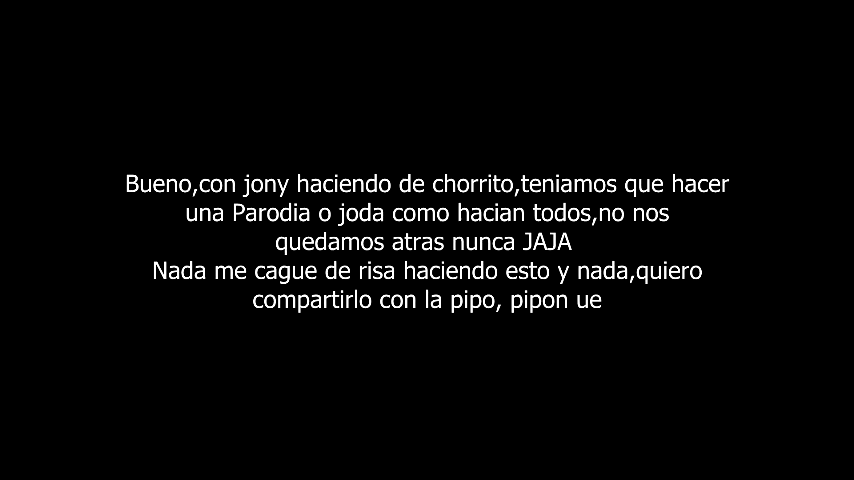 Bueno,con jony haciendo de chorrito,teniamos que hacer
una Parodia o joda como hacian todos,no nos
quedamos atras nunca JAJA
Nada me cague de risa haciendo esto y nada,quiero
compartirlo con la pipo, pipon ue